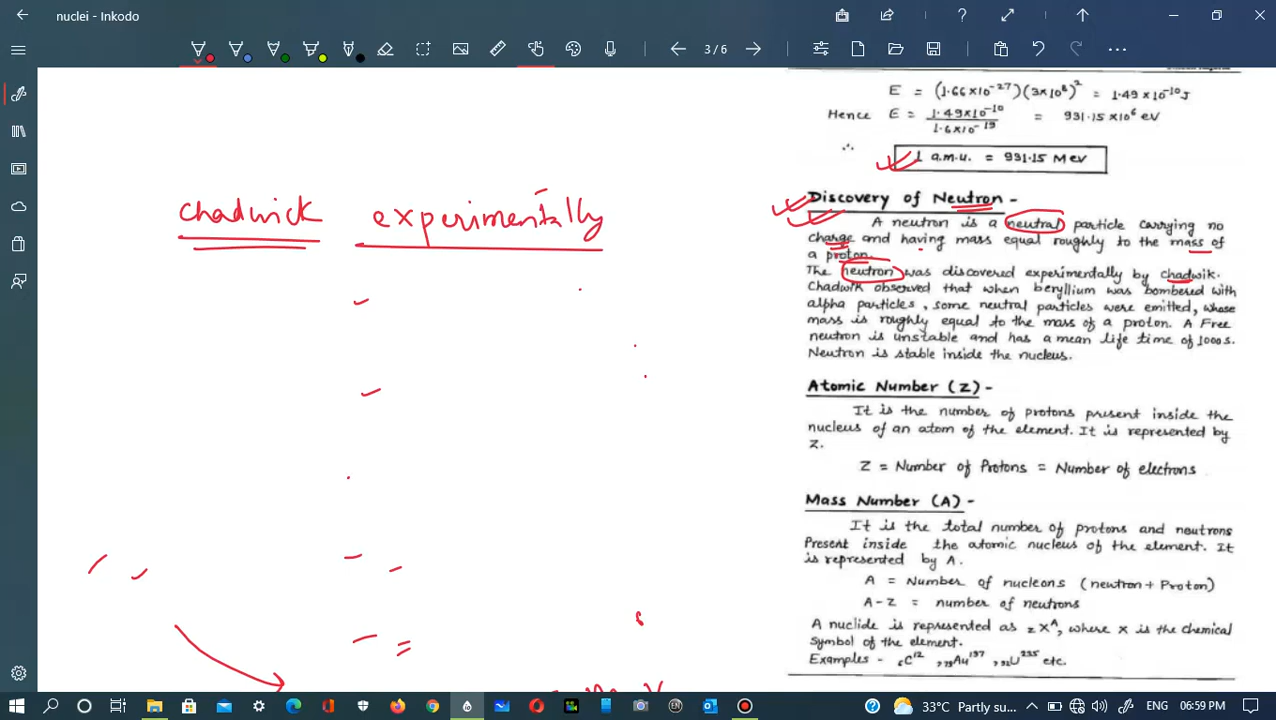 nuclei - Inkodo
3 / 6
E = (1.66×10⁻²⁷)(3×10⁸)² = 1.49×10⁻¹⁰J
Hence E = 1.49×10⁻¹⁰ / 1.6×10⁻¹⁹ = 931.15×10⁶ eV
∴ 1 a.m.u. = 931.15 Mev
Discovery of Neutron -
A neutron is a neutral particle carrying no
charge and having mass equal roughly to the mass of
a proton.
The neutron was discovered experimentally by chadwik.
Chadwik observed that when beryllium was bombered with
alpha particles, some neutral particles were emitted, whose
mass is roughly equal to the mass of a proton. A Free
neutron is unstable and has a mean life time of 1000s.
Neutron is stable inside the nucleus.
Atomic Number (Z) -
It is the number of protons present inside the
nucleus of an atom of the element. It is represented by
Z.
Z = Number of Protons = Number of electrons
Mass Number (A) -
It is the total number of protons and neutrons
Present inside the atomic nucleus of the element. It
is represented by A.
A = Number of nucleons (neutron + Proton)
A-Z = number of neutrons
A nuclide is represented as zXᴬ, where X is the chemical
symbol of the element.
Examples - ₆C¹², ₇₉Au¹⁹⁷, ₉₂U²³⁵ etc.
chadwick experimentally
33°C Partly su... ENG 06:59 PM